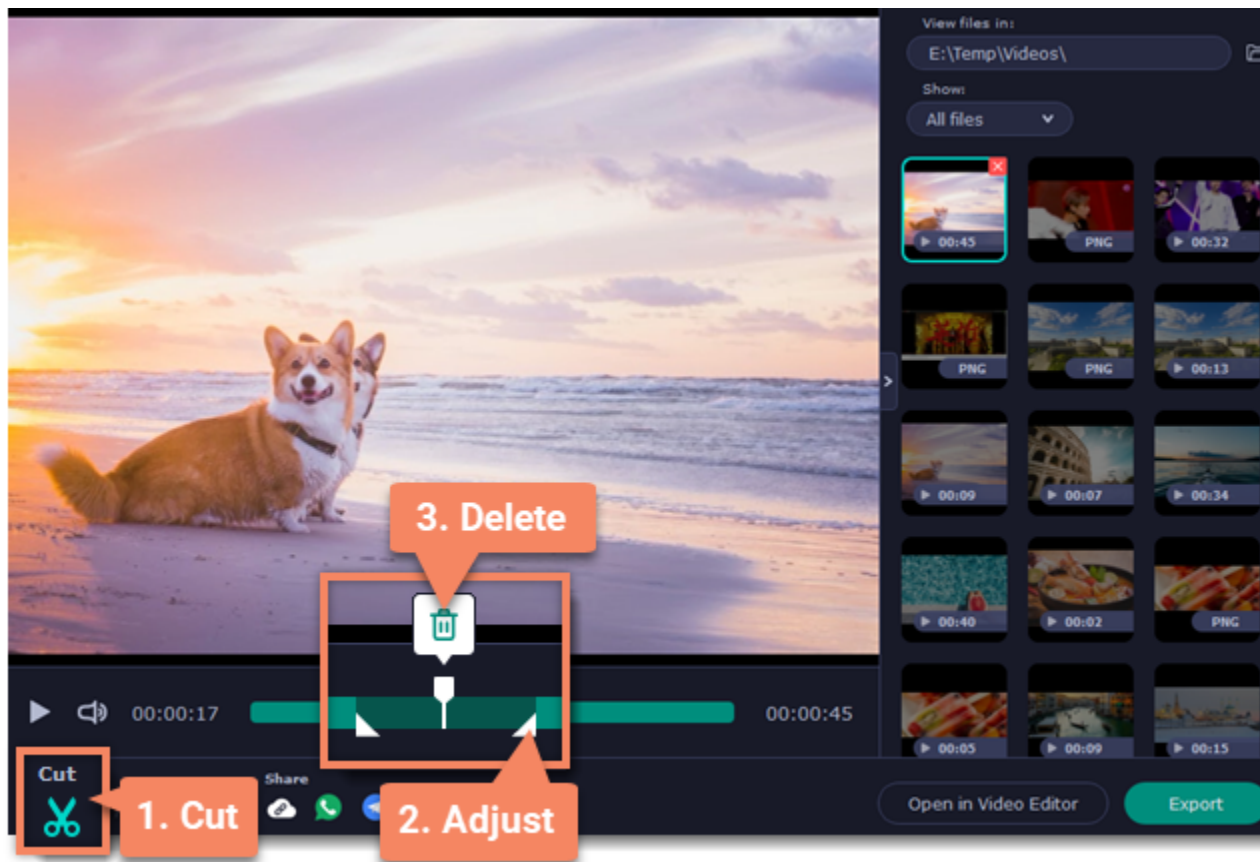 View files in:
E:\Temp\Videos\
Show:
All files
00:45
PNG
00:32
PNG
PNG
00:13
00:09
00:07
00:34
00:40
00:02
PNG
00:05
00:09
00:15
3. Delete
00:00:17
00:00:45
Cut
1. Cut
Share
2. Adjust
Open in Video Editor
Export